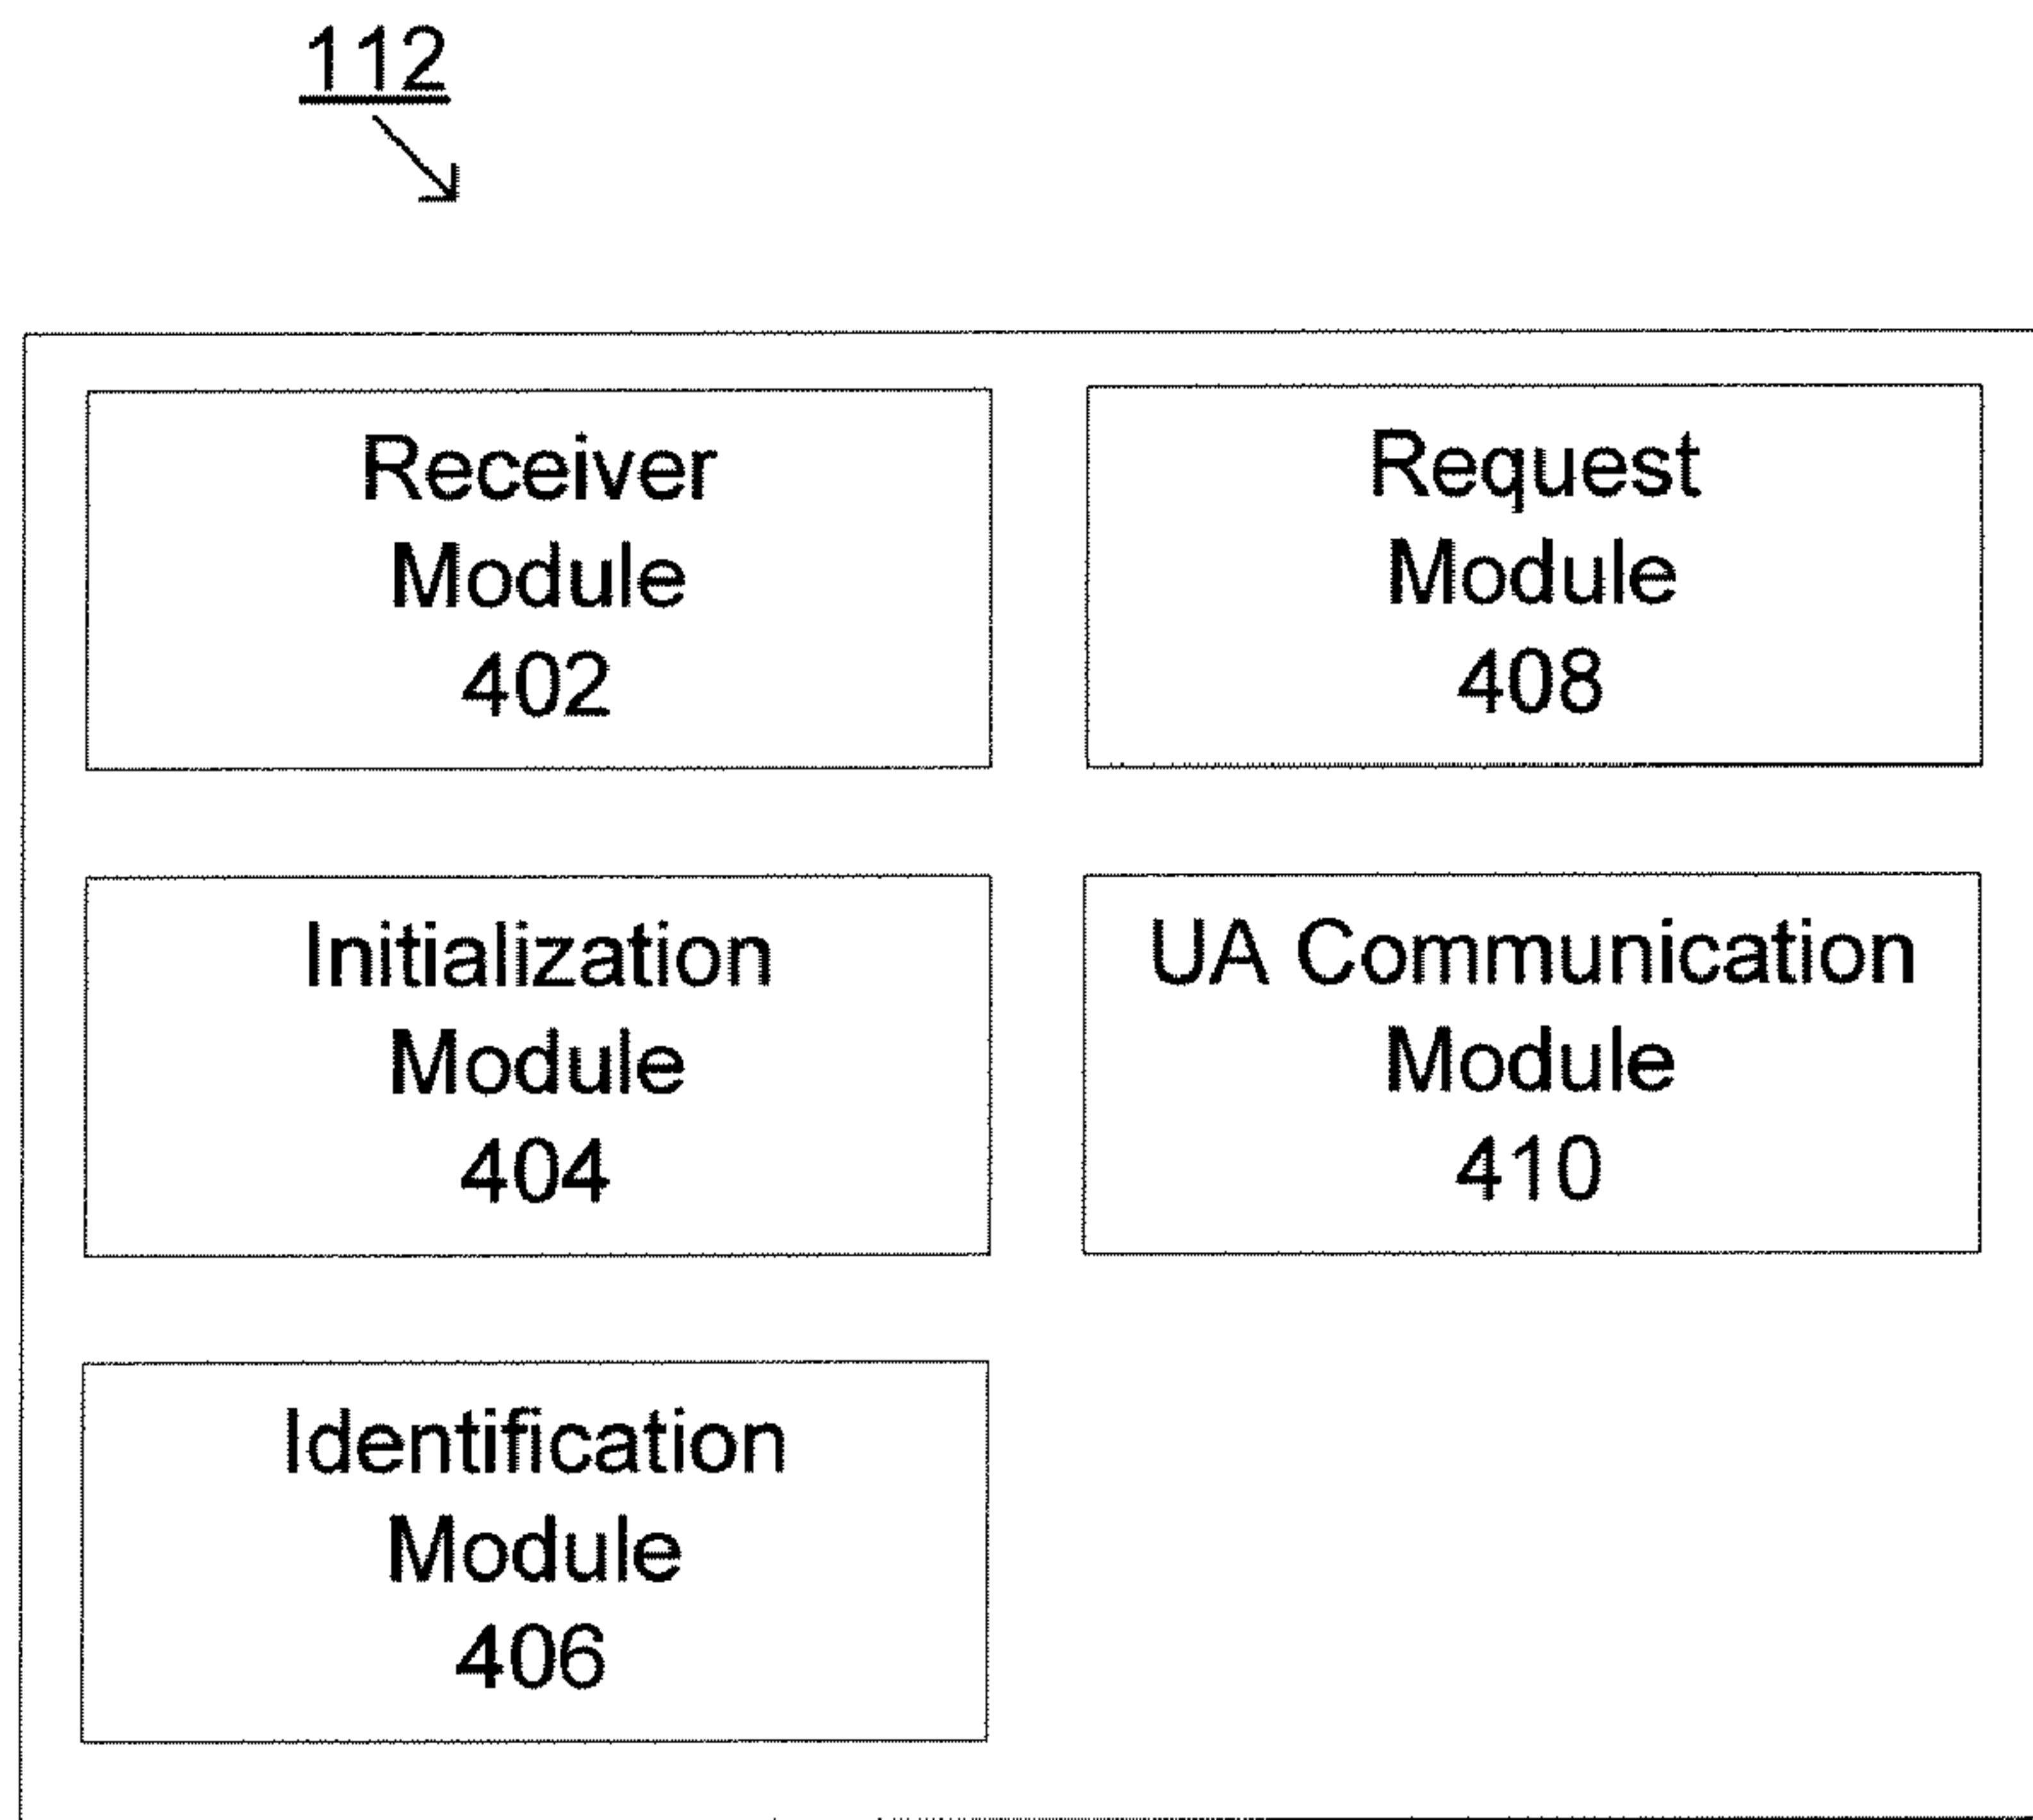 112
Receiver
Module
402
Request
Module
408
Initialization
Module
404
UA Communication
Module
410
Identification
Module
406